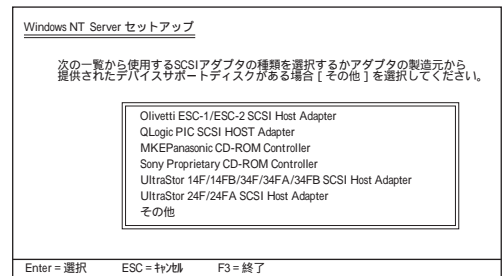 Windows NT Server セットアップ
次の一覧から使用するSCSIアダプタの種類を選択するかアダプタの製造元から
提供されたデバイスサポートディスクがある場合［その他］を選択してください。
Olivetti ESC-1/ESC-2 SCSI Host Adapter
QLogic PIC SCSI HOST Adapter
MKEPanasonic CD-ROM Controller
Sony Proprietary CD-ROM Controller
UltraStor 14F/14FB/34F/34FA/34FB SCSI Host Adapter
UltraStor 24F/24FA SCSI Host Adapter
その他
Enter = 選択 ESC = ｷｬﾝｾﾙ F3 = 終了